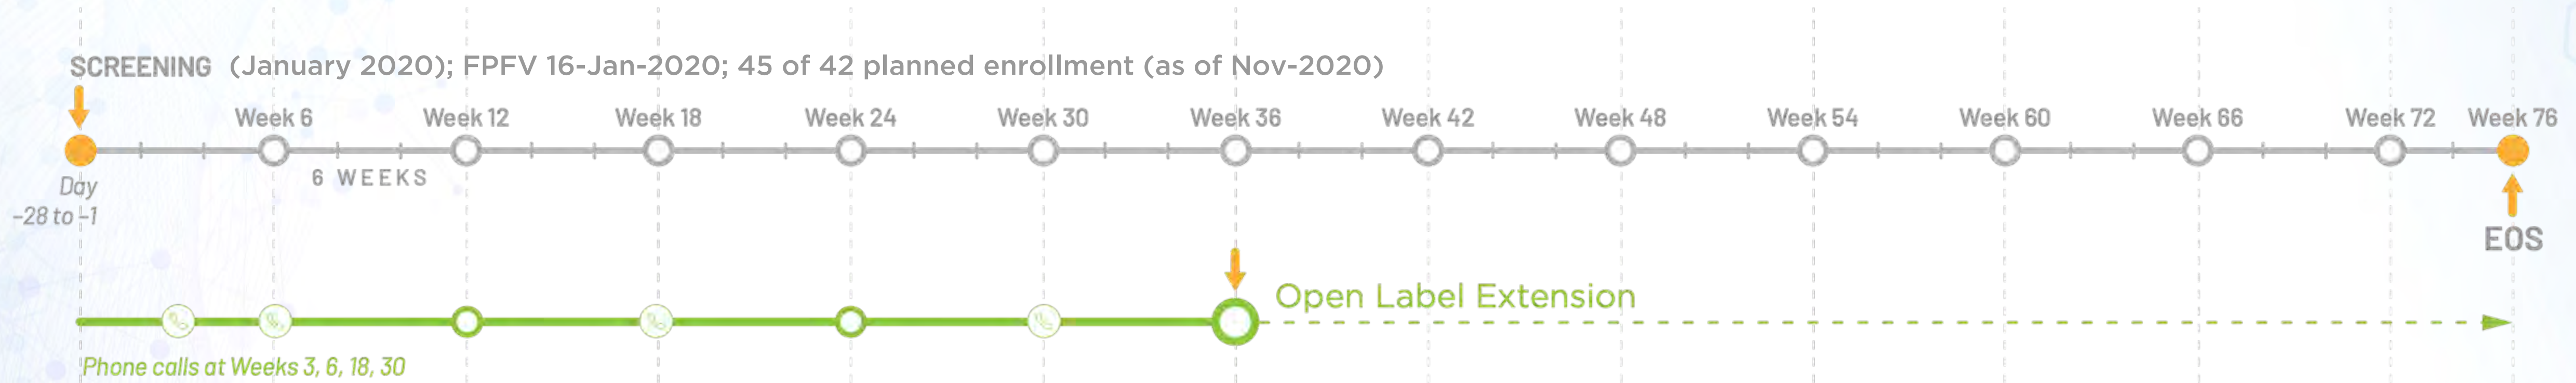 SCREENING (January 2020); FPFV 16-Jan-2020; 45 of 42 planned enrollment (as of Nov-2020)
Week 6 Week 12 Week 18 Week 24 Week 30 Week 36 Week 42 Week 48 Week 54 Week 60 Week 66 Week 72 Week 76
6 WEEKS
Day
–28 to –1
EOS
Open Label Extension
Phone calls at Weeks 3, 6, 18, 30